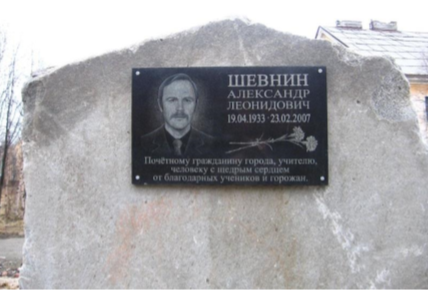 ШЕВНИН
АЛЕКСАНДР
ЛЕОНИДОВИЧ
19.04.1933 - 23.02.2007
Почётному гражданину города, учителю,
человеку с щедрым сердцем
от благодарных учеников и горожан.